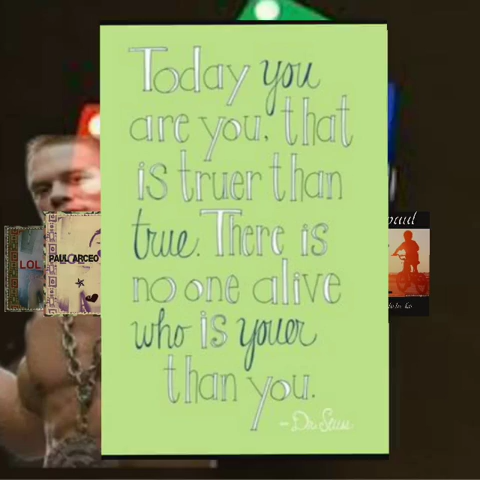 Today you
are you, that
is truer than
true. There is
no one alive
who is youer
than you.
- Dr. Seuss
LOL
PAUL ARCEO